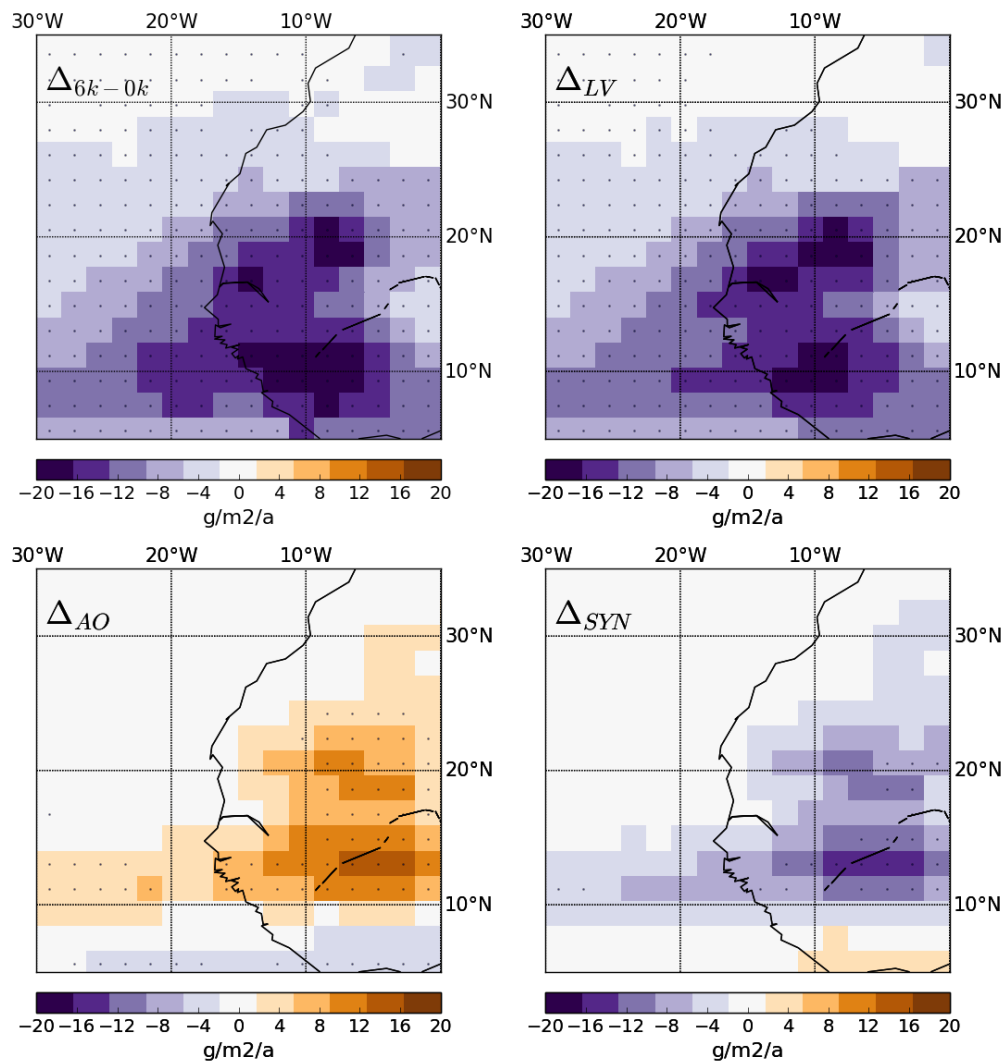 30°W 20°W 10°W 30°W 20°W 10°W
Δ6k−0k
ΔLV
30°N 30°N
20°N 20°N
10°N 10°N
−20 −16 −12 −8 −4 0 4 8 12 16 20 −20 −16 −12 −8 −4 0 4 8 12 16 20
g/m2/a g/m2/a
30°W 20°W 10°W 30°W 20°W 10°W
ΔAO
ΔSYN
30°N 30°N
20°N 20°N
10°N 10°N
−20 −16 −12 −8 −4 0 4 8 12 16 20 −20 −16 −12 −8 −4 0 4 8 12 16 20
g/m2/a g/m2/a